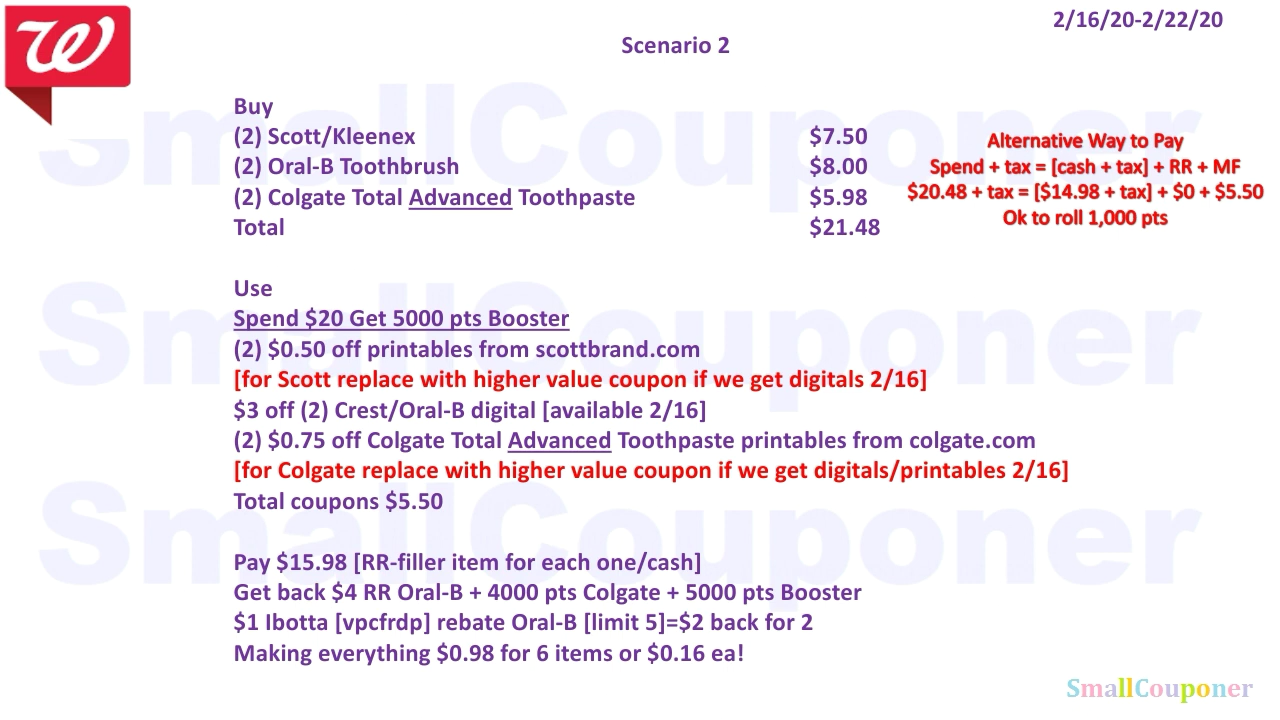 2/16/20-2/22/20
Scenario 2
Buy
(2) Scott/Kleenex $7.50
(2) Oral-B Toothbrush $8.00
(2) Colgate Total Advanced Toothpaste $5.98
Total $21.48
Alternative Way to Pay
Spend + tax = [cash + tax] + RR + MF
$20.48 + tax = [$14.98 + tax] + $0 + $5.50
Ok to roll 1,000 pts
Use
Spend $20 Get 5000 pts Booster
(2) $0.50 off printables from scottbrand.com
[for Scott replace with higher value coupon if we get digitals 2/16]
$3 off (2) Crest/Oral-B digital [available 2/16]
(2) $0.75 off Colgate Total Advanced Toothpaste printables from colgate.com
[for Colgate replace with higher value coupon if we get digitals/printables 2/16]
Total coupons $5.50
Pay $15.98 [RR-filler item for each one/cash]
Get back $4 RR Oral-B + 4000 pts Colgate + 5000 pts Booster
$1 Ibotta [vpcfrdp] rebate Oral-B [limit 5]=$2 back for 2
Making everything $0.98 for 6 items or $0.16 ea!
SmallCouponer
SmallCouponer
SmallCouponer
SmallCouponer